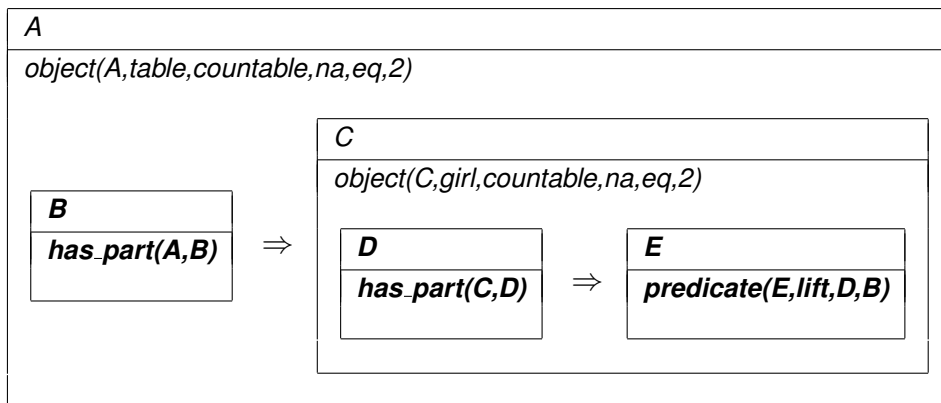 A
object(A,table,countable,na,eq,2)
C
object(C,girl,countable,na,eq,2)
B
has_part(A,B)
⇒
D
has_part(C,D)
⇒
E
predicate(E,lift,D,B)